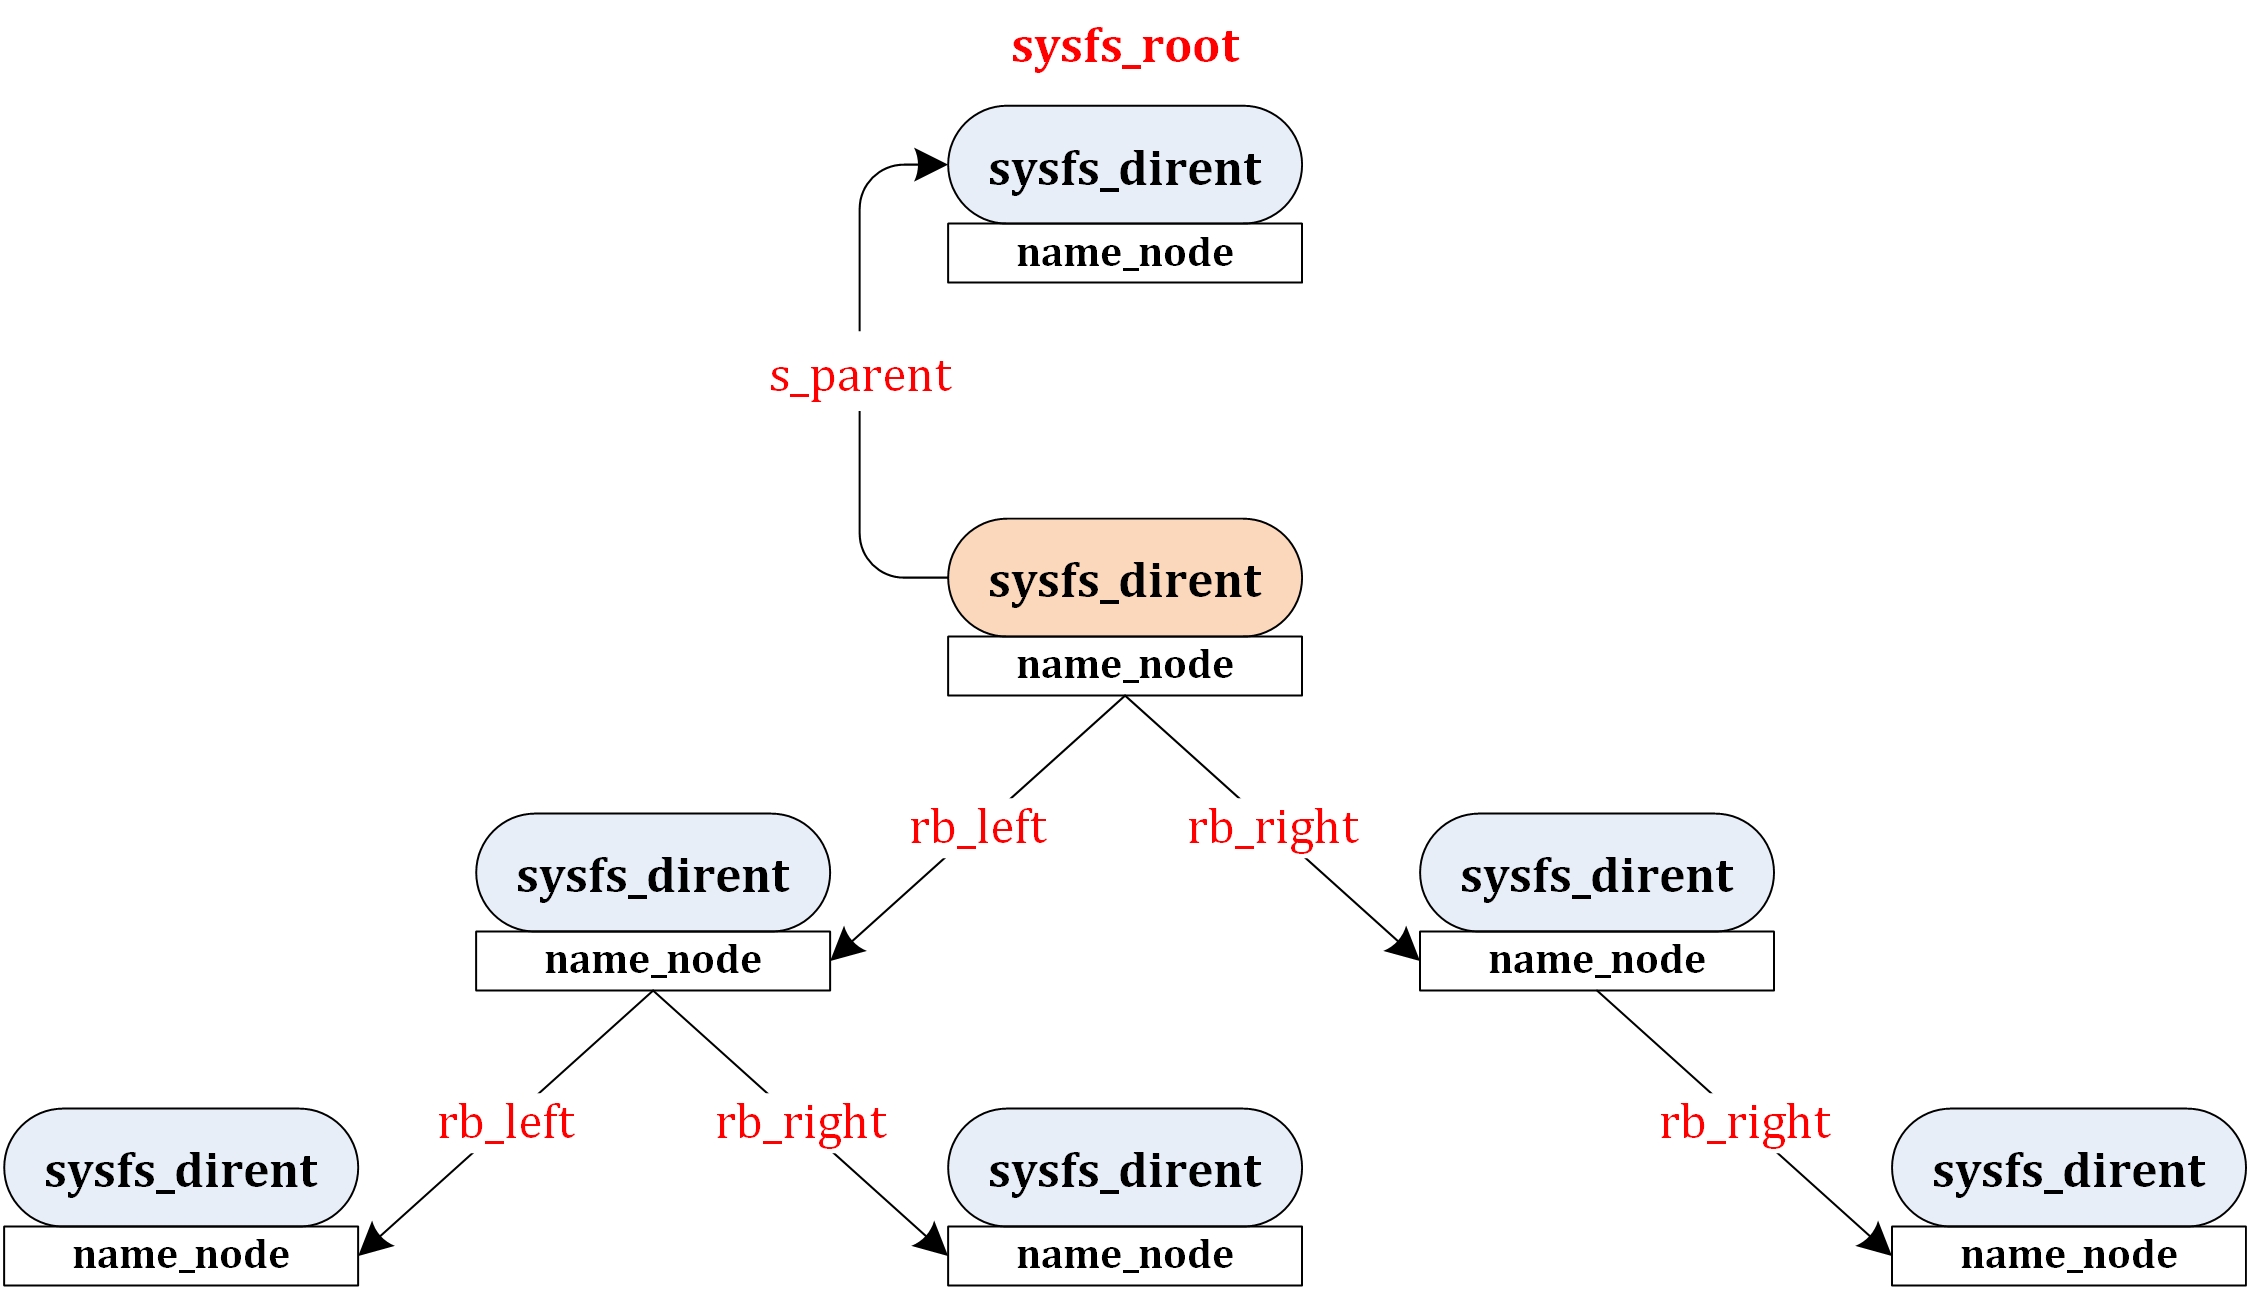 sysfs_root
sysfs_dirent
name_node
s_parent
sysfs_dirent
name_node
rb_left
rb_right
sysfs_dirent
name_node
sysfs_dirent
name_node
rb_left
rb_right
rb_right
sysfs_dirent
name_node
sysfs_dirent
name_node
sysfs_dirent
name_node